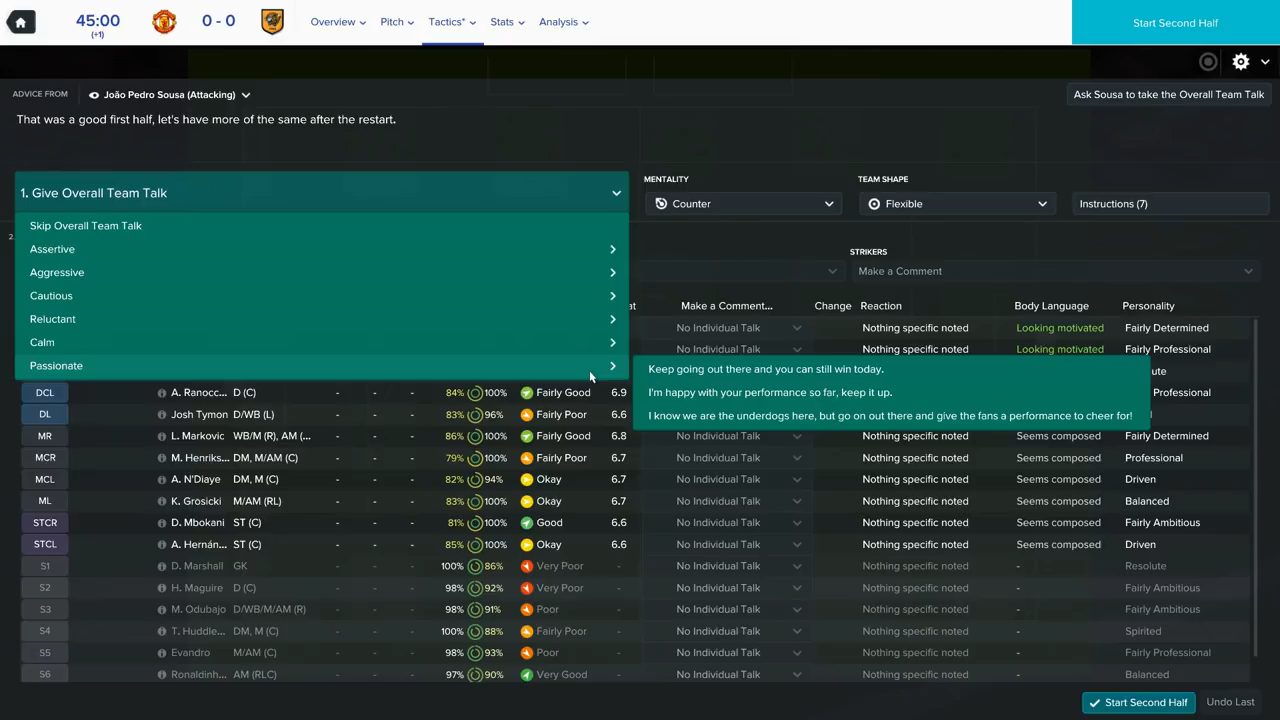 45:00
(+1)
0 - 0
Overview
Pitch
Tactics*
Stats
Analysis
Start Second Half
ADVICE FROM
João Pedro Sousa (Attacking)
Ask Sousa to take the Overall Team Talk
That was a good first half, let's have more of the same after the restart.
1. Give Overall Team Talk
MENTALITY
TEAM SHAPE
Counter
Flexible
Instructions (7)
Skip Overall Team Talk
2.
Assertive
STRIKERS
Aggressive
Make a Comment
Cautious
at Make a Comment... Change Reaction Body Language Personality
Reluctant
No Individual Talk Nothing specific noted Looking motivated Fairly Determined
Calm
No Individual Talk Nothing specific noted Looking motivated Fairly Professional
Passionate
Keep going out there and you can still win today.
I'm happy with your performance so far, keep it up.
I know we are the underdogs here, but go on out there and give the fans a performance to cheer for!
DCL A. Ranocc... D (C) - - - 84% 100% Fairly Good 6.9 Fairly Professional
DL Josh Tymon D/WB (L) - - - 83% 96% Fairly Poor 6.6
MR L. Markovic WB/M (R), AM (... - - - 86% 100% Fairly Good 6.8 No Individual Talk Nothing specific noted Seems composed Fairly Determined
MCR M. Henriks... DM, M/AM (C) - - - 79% 100% Fairly Poor 6.7 No Individual Talk Nothing specific noted Seems composed Professional
MCL A. N'Diaye DM, M (C) - - - 82% 94% Okay 6.7 No Individual Talk Nothing specific noted Seems composed Driven
ML K. Grosicki M/AM (RL) - - - 83% 100% Okay 6.7 No Individual Talk Nothing specific noted Seems composed Balanced
STCR D. Mbokani ST (C) - - - 81% 100% Good 6.6 No Individual Talk Nothing specific noted Seems composed Fairly Ambitious
STCL A. Hernán... ST (C) - - - 85% 100% Okay 6.6 No Individual Talk Nothing specific noted Seems composed Driven
S1 D. Marshall GK - - - 100% 86% Very Poor - No Individual Talk Nothing specific noted - Resolute
S2 H. Maguire D (C) - - - 98% 92% Very Poor - No Individual Talk Nothing specific noted - Fairly Ambitious
S3 M. Odubajo D/WB/M/AM (R) - - - 98% 91% Poor - No Individual Talk Nothing specific noted - Fairly Ambitious
S4 T. Huddle... DM, M (C) - - - 100% 88% Fairly Poor - No Individual Talk Nothing specific noted - Spirited
S5 Evandro M/AM (C) - - - 98% 93% Poor - No Individual Talk Nothing specific noted - Fairly Professional
S6 Ronaldinh... AM (RLC) - - - 97% 90% Very Good - No Individual Talk Nothing specific noted - Balanced
Start Second Half
Undo Last